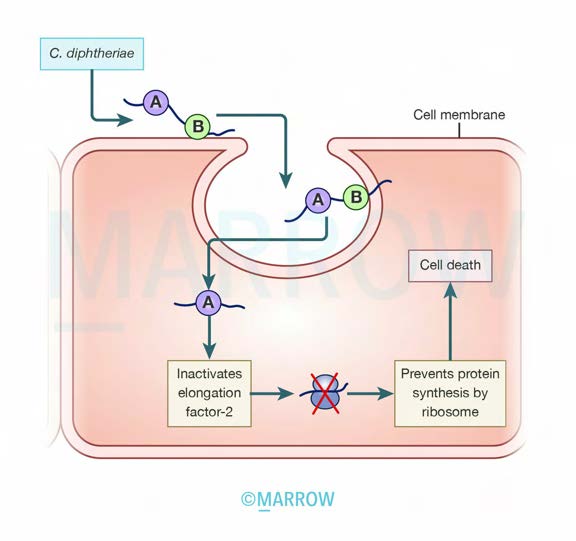 C. diphtheriae
A
B
Cell membrane
A
B
MARROW
Cell death
A
Inactivates
elongation
factor-2
Prevents protein
synthesis by
ribosome
©MARROW